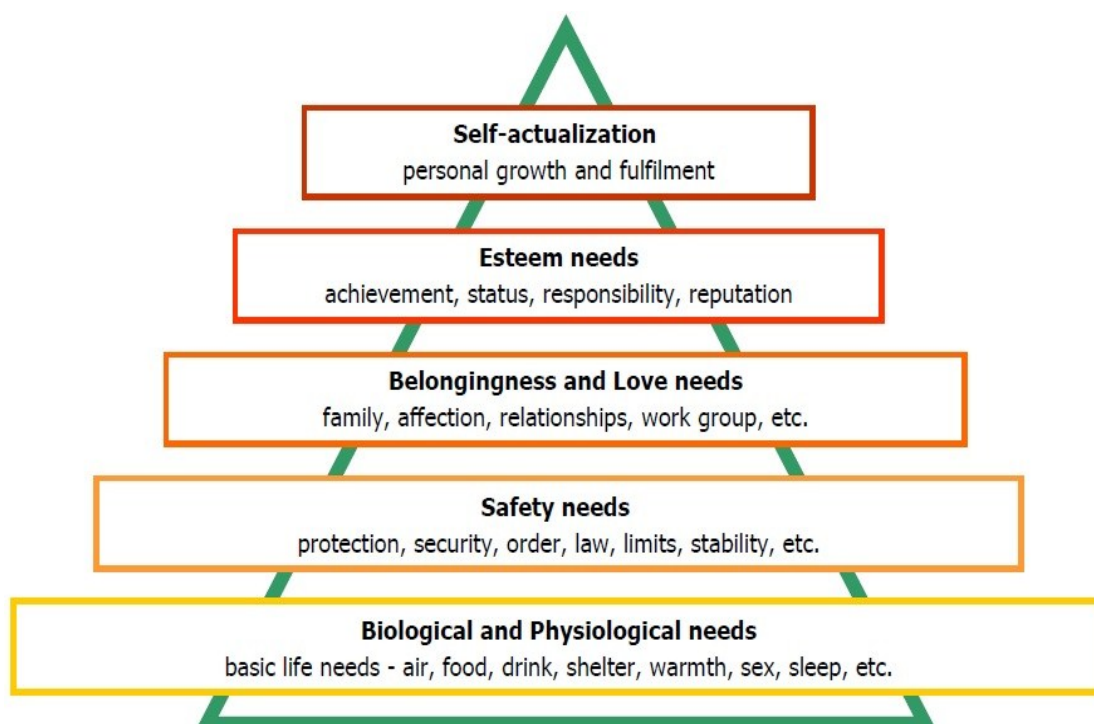 Self-actualization
personal growth and fulfilment
Esteem needs
achievement, status, responsibility, reputation
Belongingness and Love needs
family, affection, relationships, work group, etc.
Safety needs
protection, security, order, law, limits, stability, etc.
Biological and Physiological needs
basic life needs - air, food, drink, shelter, warmth, sex, sleep, etc.